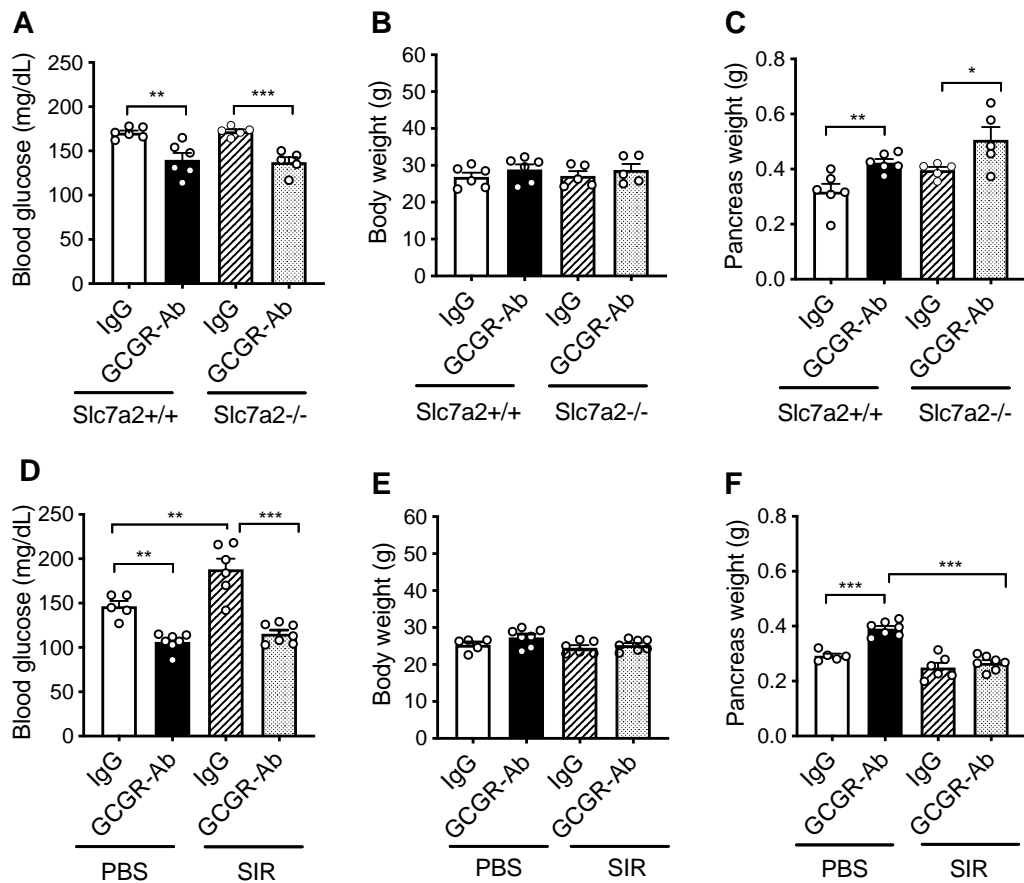 A
Blood glucose (mg/dL)
250
200
150
100
50
0
**
***
IgG
GCGR-Ab
IgG
GCGR-Ab
Slc7a2+/+
Slc7a2-/-
B
Body weight (g)
60
50
40
30
20
10
0
IgG
GCGR-Ab
IgG
GCGR-Ab
Slc7a2+/+
Slc7a2-/-
C
Pancreas weight (g)
0.8
0.6
0.4
0.2
0.0
**
*
IgG
GCGR-Ab
IgG
GCGR-Ab
Slc7a2+/+
Slc7a2-/-
D
Blood glucose (mg/dL)
250
200
150
100
50
0
**
**
***
IgG
GCGR-Ab
IgG
GCGR-Ab
PBS
SIR
E
Body weight (g)
60
50
40
30
20
10
0
IgG
GCGR-Ab
IgG
GCGR-Ab
PBS
SIR
F
Pancreas weight (g)
0.8
0.6
0.4
0.2
0.0
***
***
IgG
GCGR-Ab
IgG
GCGR-Ab
PBS
SIR